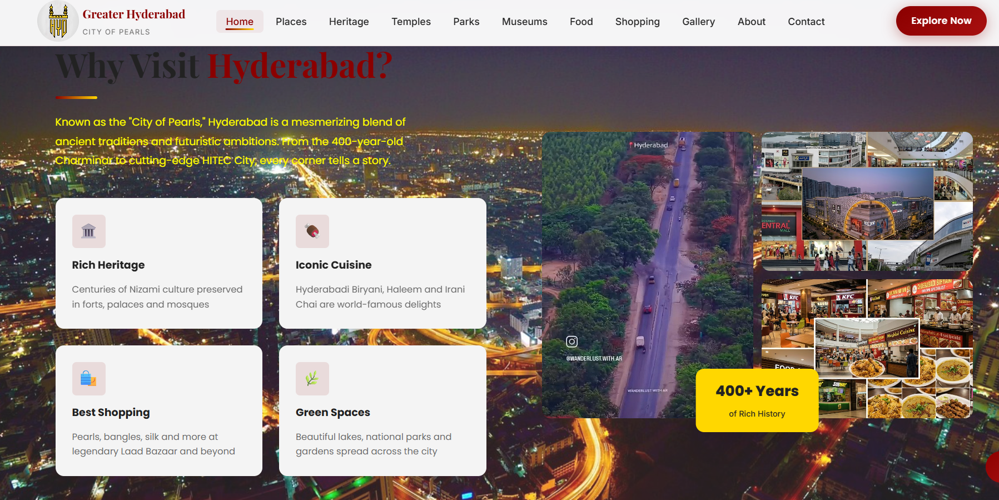 Greater Hyderabad
CITY OF PEARLS
Home Places Heritage Temples Parks Museums Food Shopping Gallery About Contact
Explore Now
Why Visit Hyderabad?
Known as the "City of Pearls," Hyderabad is a mesmerizing blend of
ancient traditions and futuristic ambitions. From the 400-year-old
Charminar to cutting-edge HITEC City, every corner tells a story.
Rich Heritage
Centuries of Nizami culture preserved
in forts, palaces and mosques
Iconic Cuisine
Hyderabadi Biryani, Haleem and Irani
Chai are world-famous delights
Best Shopping
Pearls, bangles, silk and more at
legendary Laad Bazaar and beyond
Green Spaces
Beautiful lakes, national parks and
gardens spread across the city
Hyderabad
@WANDERLUST.WITH.AR
WANDERLUST WITH AR
CENTRAL
MALL
KFC
KFC
MUGHLAI CUISINE
SUBWAY
400+ Years
of Rich History